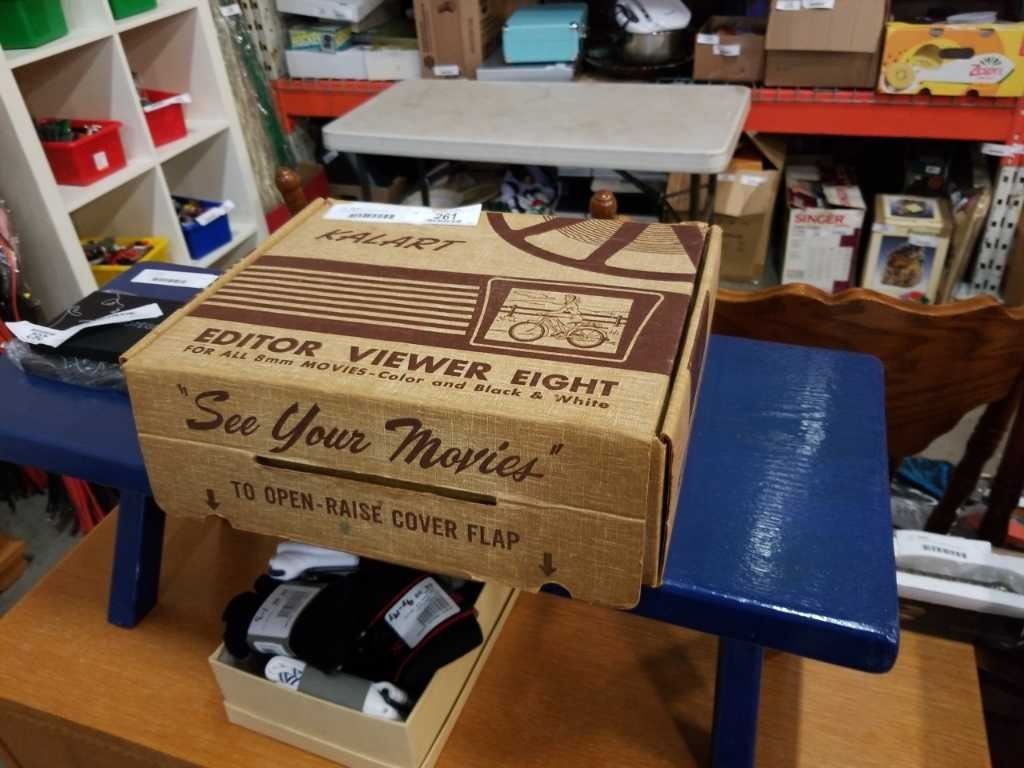 261
KALART
EDITOR VIEWER EIGHT
FOR ALL 8mm MOVIES-Color and Black & White
"See Your Movies"
TO OPEN-RAISE COVER FLAP
SINGER